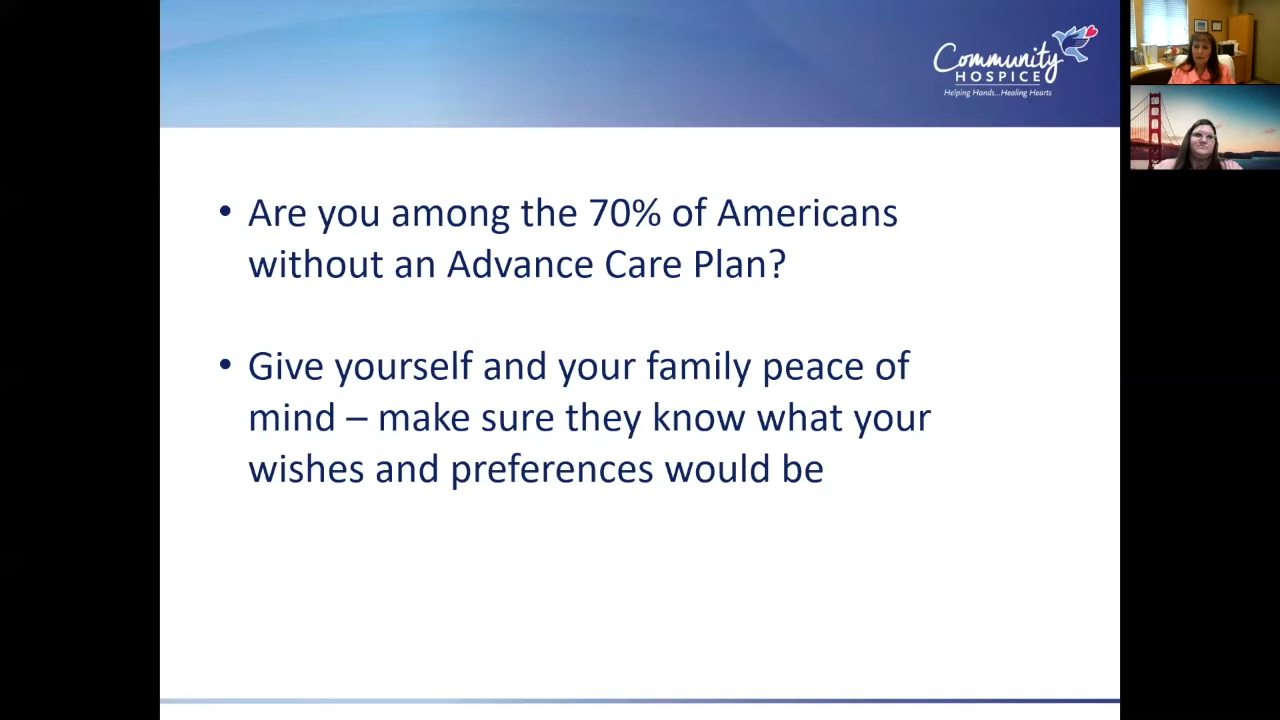 Community
HOSPICE
Helping Hands...Healing Hearts
• Are you among the 70% of Americans
without an Advance Care Plan?
• Give yourself and your family peace of
mind – make sure they know what your
wishes and preferences would be